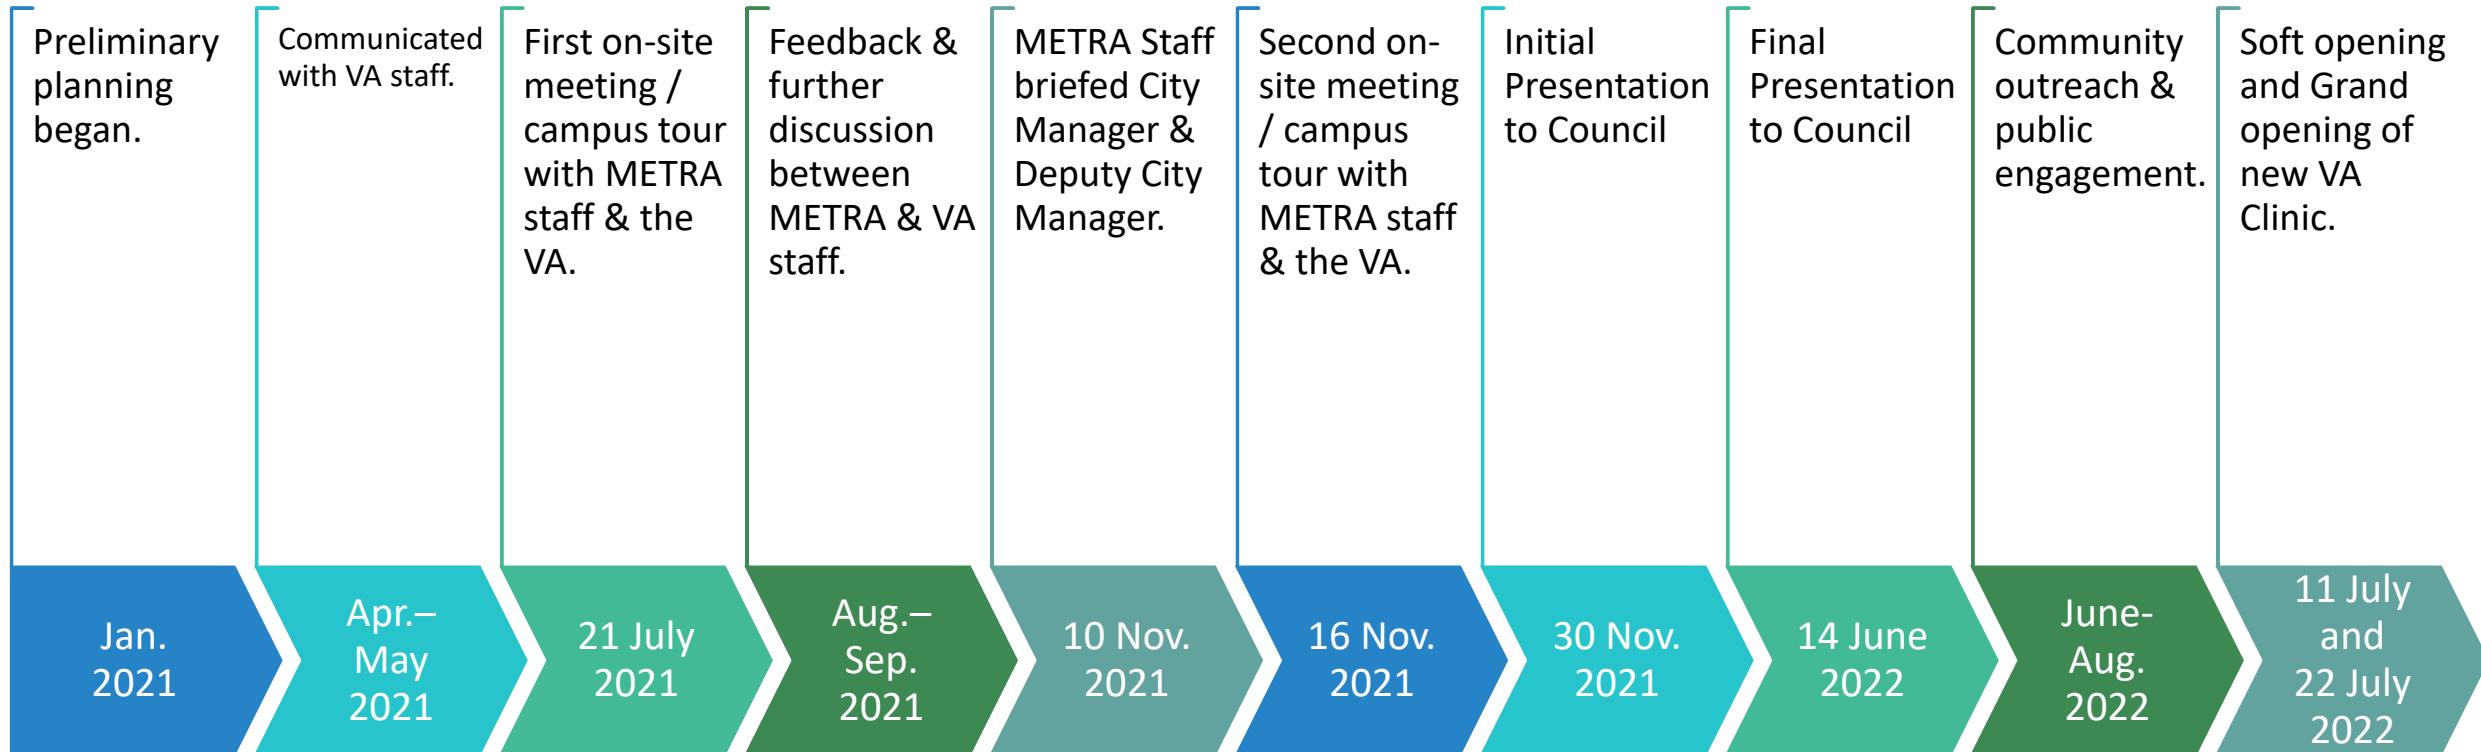 Preliminary
planning
began.
Communicated
with VA staff.
First on-site
meeting /
campus tour
with METRA
staff & the
VA.
Feedback &
further
discussion
between
METRA & VA
staff.
METRA Staff
briefed City
Manager &
Deputy City
Manager.
Second on-
site meeting
/ campus
tour with
METRA staff
& the VA.
Initial
Presentation
to Council
Final
Presentation
to Council
Community
outreach &
public
engagement.
Soft opening
and Grand
opening of
new VA
Clinic.
Jan.
2021
Apr.–
May
2021
21 July
2021
Aug.–
Sep.
2021
10 Nov.
2021
16 Nov.
2021
30 Nov.
2021
14 June
2022
June-
Aug.
2022
11 July
and
22 July
2022